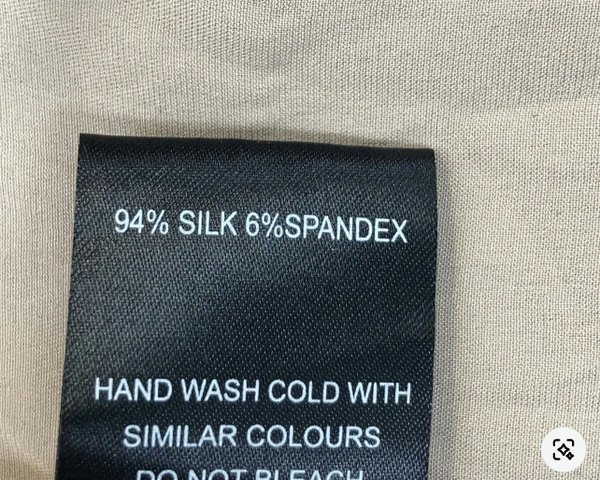 94% SILK 6%SPANDEX
HAND WASH COLD WITH
SIMILAR COLOURS
DO NOT BLEACH